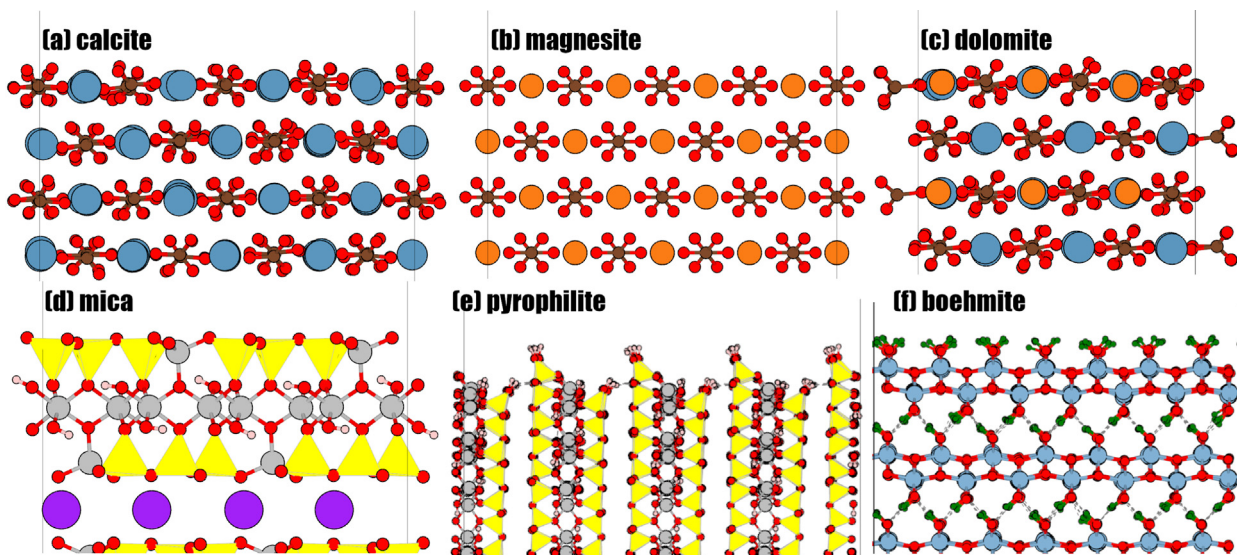 (a) calcite
(b) magnesite
(c) dolomite
(d) mica
(e) pyrophilite
(f) boehmite